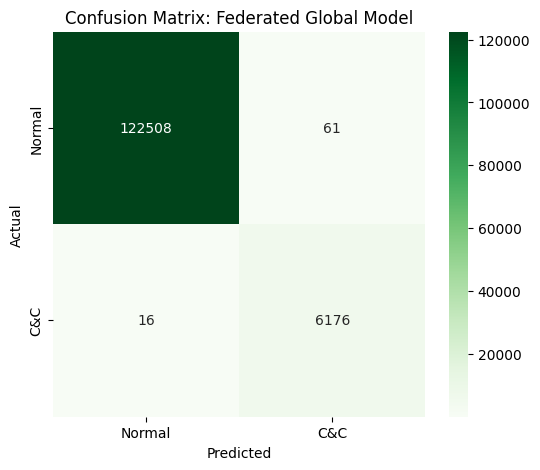 Confusion Matrix: Federated Global Model
Normal
122508
61
Actual
C&C
16
6176
Normal
C&C
Predicted
120000
100000
80000
60000
40000
20000